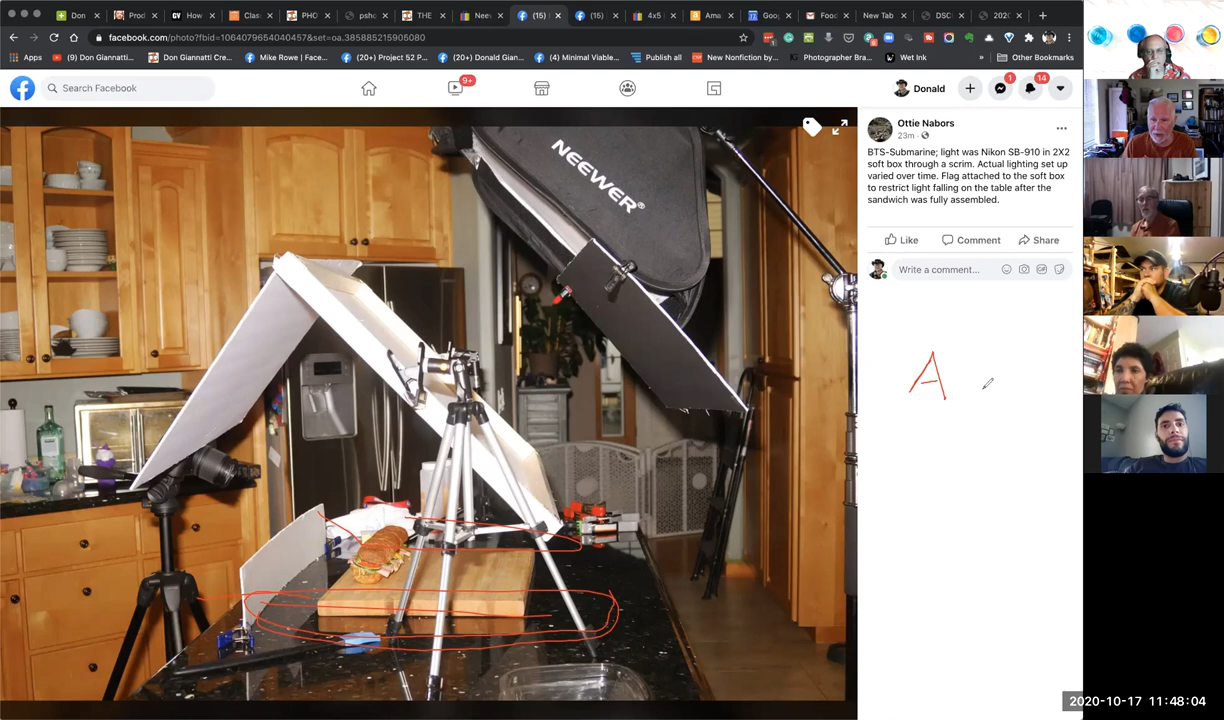 Don
Prod
How
Clas
PHO
psho
THE
Nee
(15)
(15)
4x5
Ama
Goo
Food
New Tab
DSC
2020
facebook.com/photo?fbid=1064079654040457&set=oa.385885215905080
Apps
(9) Don Giannatti...
Don Giannatti Cre...
Home
Mike Rowe | Face...
(20+) Project 52 P...
(20+) Donald Gian...
(4) Minimal Viable...
Publish all
New Nonfiction by...
Photographer Bra...
Wet Ink
»
Other Bookmarks
Search Facebook
9+
Donald
1
14
NEEWER®
Ottie Nabors
23m ·
BTS-Submarine; light was Nikon SB-910 in 2X2
soft box through a scrim. Actual lighting set up
varied over time. Flag attached to the soft box
to restrict light falling on the table after the
sandwich was fully assembled.
Like
Comment
Share
Write a comment...
GIF
A
2020-10-17 11:48:04